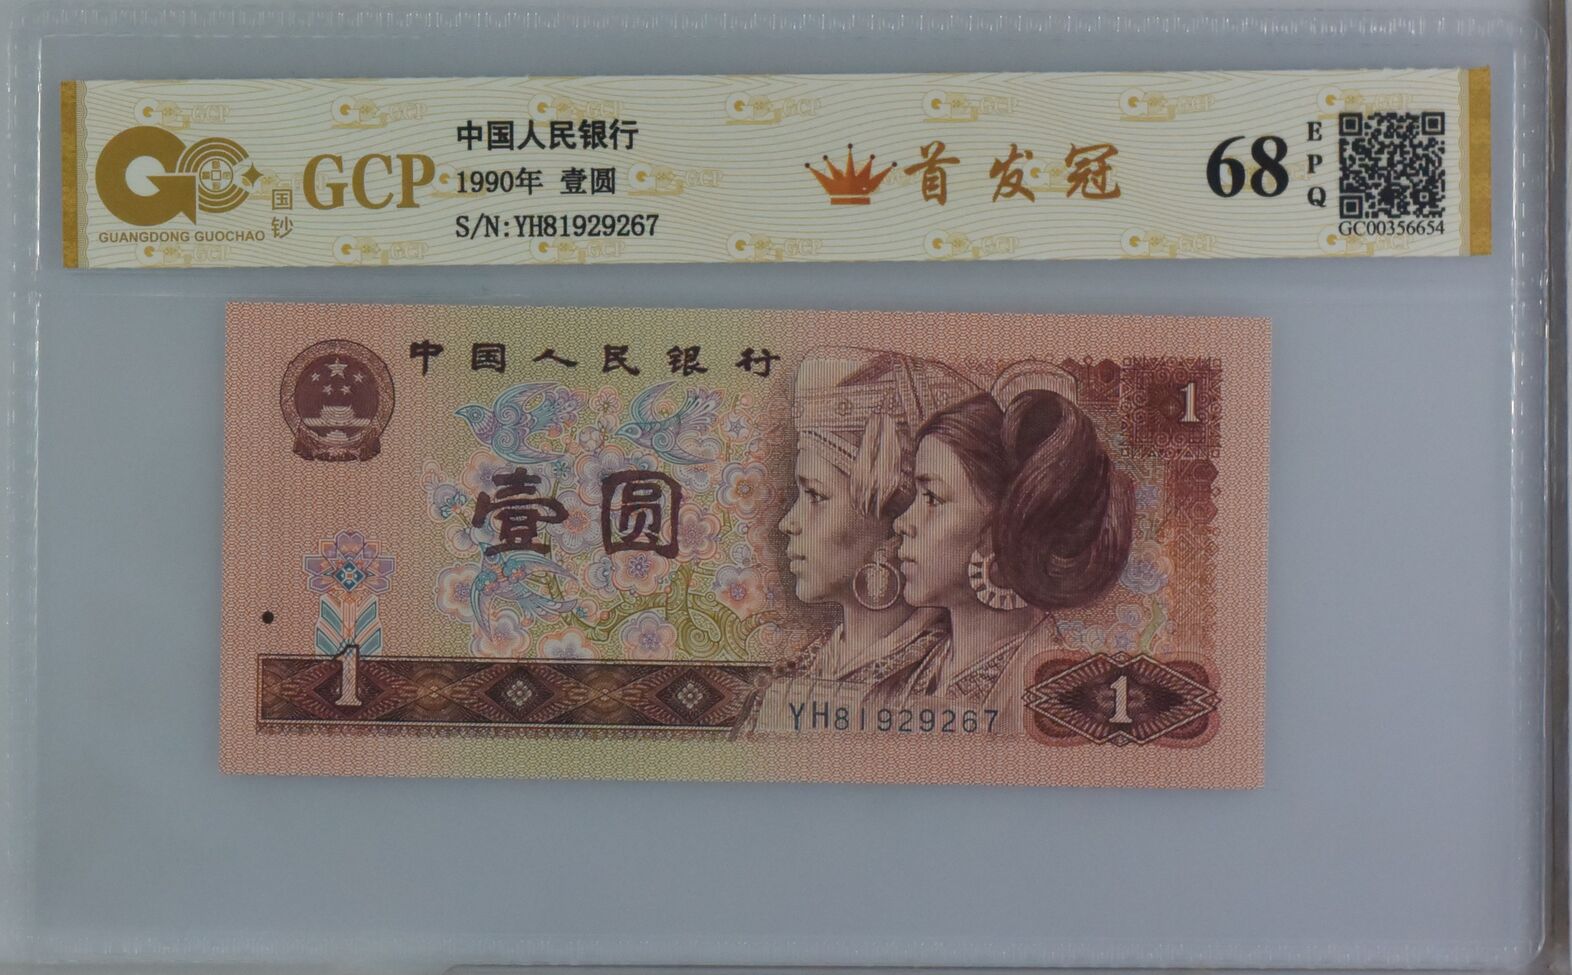 GCP
GUANGDONG GUOCHAO
国钞
中国人民银行
1990年 壹圆
S/N:YH81929267
首发冠
68
EPQ
GC00356654
中国人民银行
1
壹圆
1
YH81929267
1